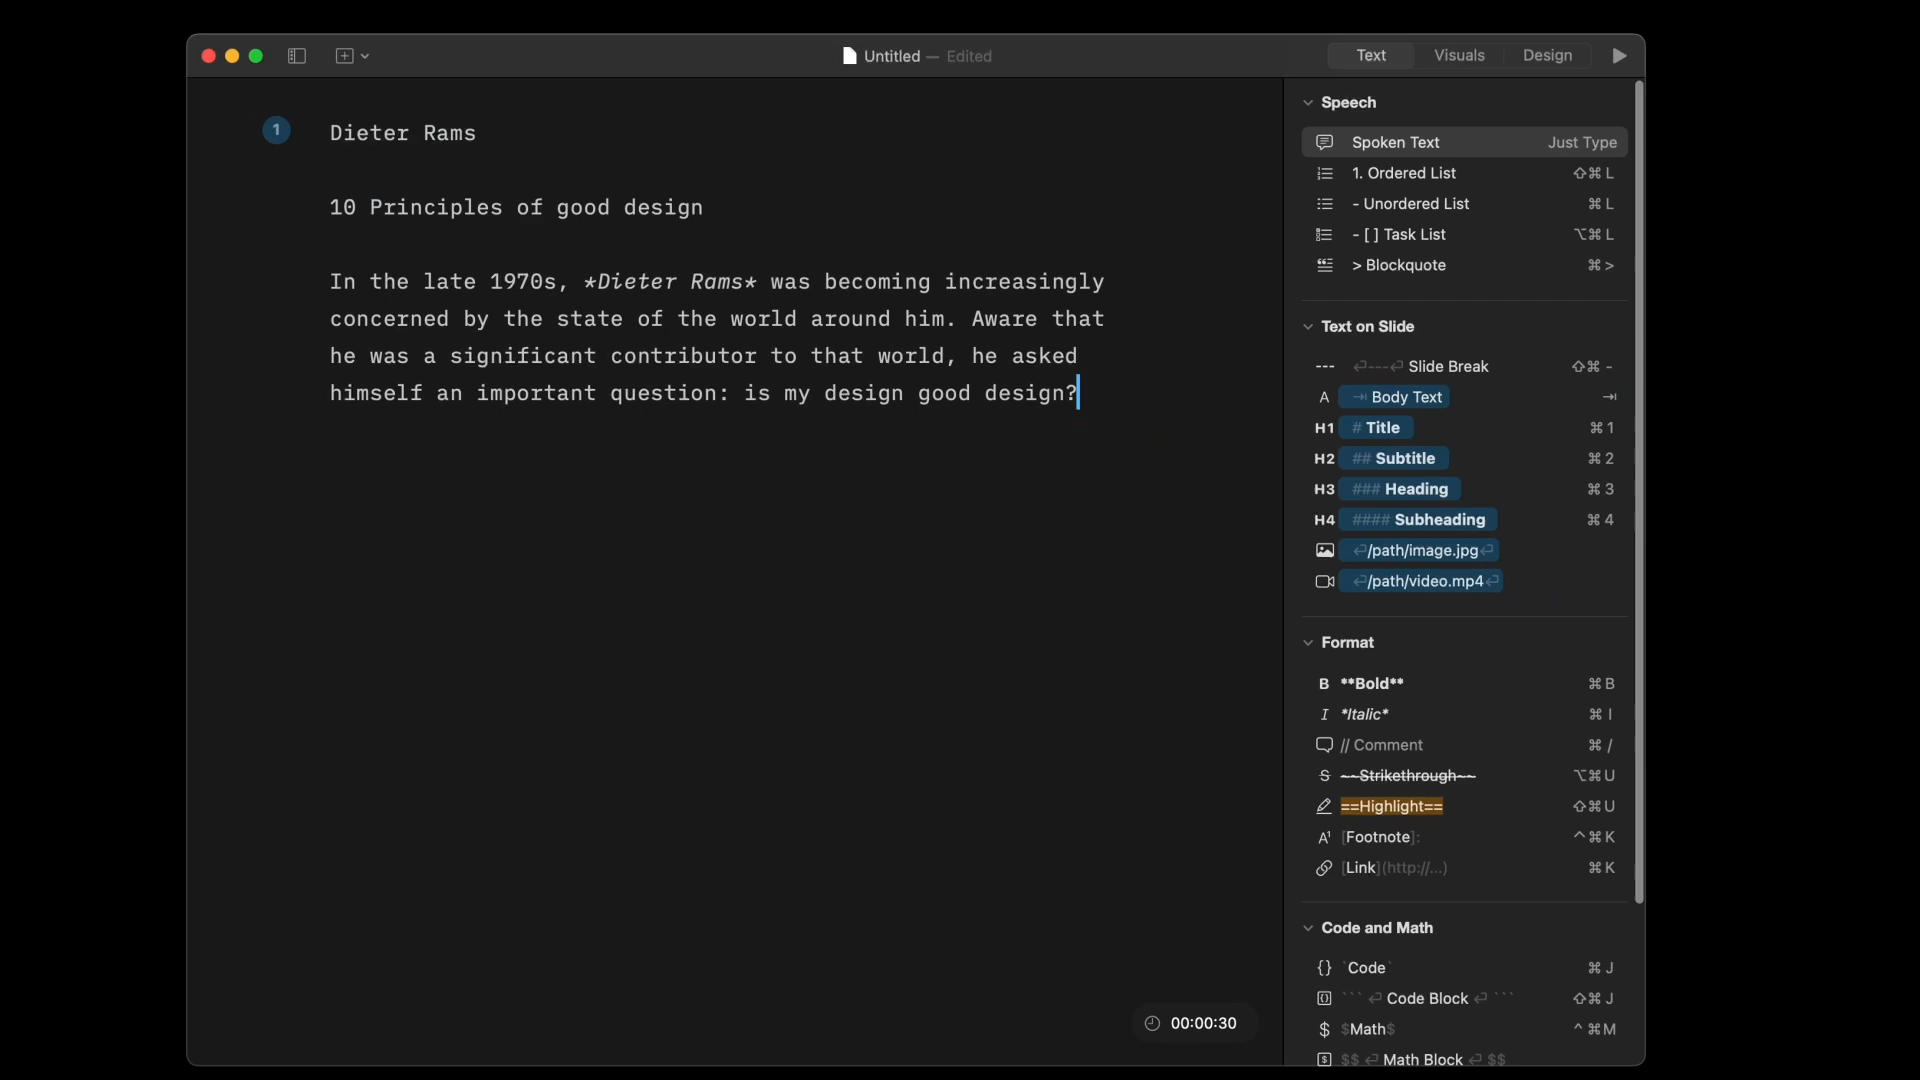 Untitled — Edited
Text
Visuals
Design
1
Dieter Rams
10 Principles of good design
In the late 1970s, *Dieter Rams* was becoming increasingly
concerned by the state of the world around him. Aware that
he was a significant contributor to that world, he asked
himself an important question: is my design good design?
00:00:30
Speech
Spoken Text Just Type
1. Ordered List ⇧⌘ L
- Unordered List ⌘ L
- [ ] Task List ⌥⌘ L
> Blockquote ⌘ >
Text on Slide
--- ⏎---⏎ Slide Break ⇧⌘ -
A ⇥ Body Text ⇥
H1 # Title ⌘ 1
H2 ## Subtitle ⌘ 2
H3 ### Heading ⌘ 3
H4 #### Subheading ⌘ 4
⏎/path/image.jpg⏎
⏎/path/video.mp4⏎
Format
B **Bold** ⌘ B
I *Italic* ⌘ I
// Comment ⌘ /
S ~~Strikethrough~~ ⌥⌘ U
==Highlight== ⇧⌘ U
A¹ [Footnote]: ^⌘ K
[Link](http://...) ⌘ K
Code and Math
{} `Code` ⌘ J
``` ⏎ Code Block ⏎ ``` ⇧⌘ J
$ $Math$ ^⌘ M
$ $$ ⏎ Math Block ⏎ $$